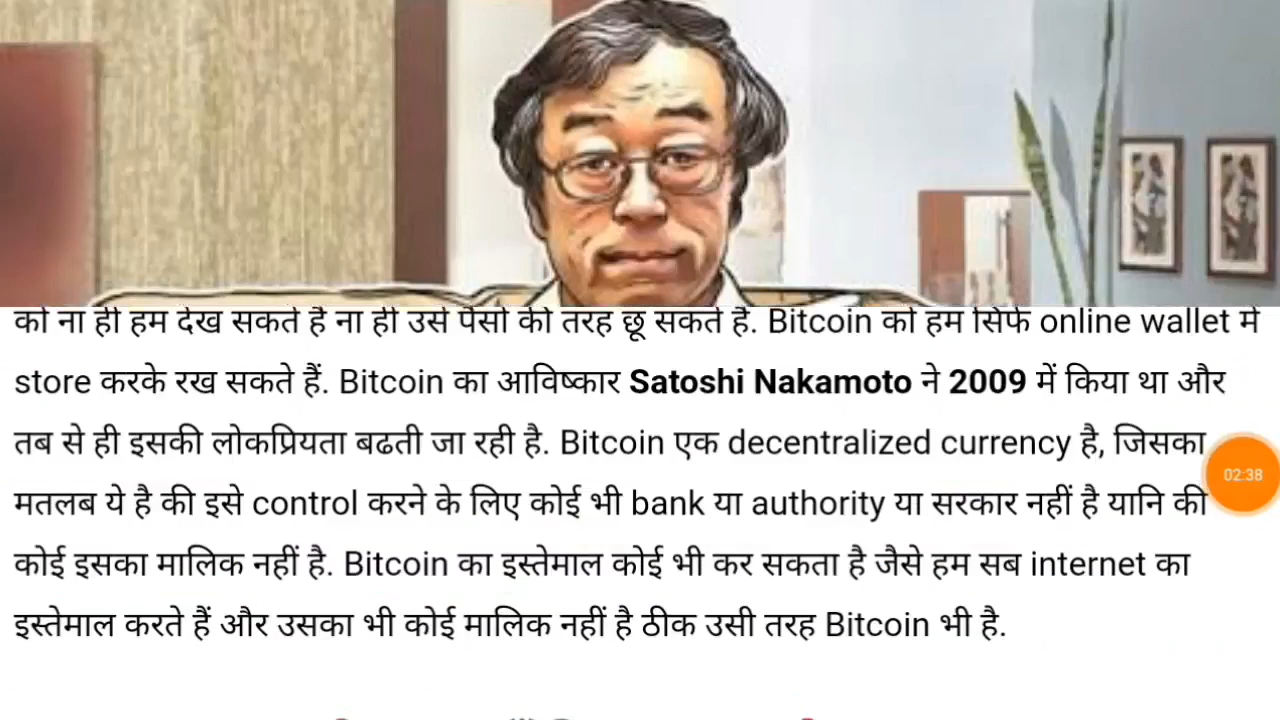 को ना ही हम देख सकते हैं ना ही उसे पैसों की तरह छू सकते हैं. Bitcoin को हम सिर्फ online wallet में
store करके रख सकते हैं. Bitcoin का आविष्कार Satoshi Nakamoto ने 2009 में किया था और
तब से ही इसकी लोकप्रियता बढती जा रही है. Bitcoin एक decentralized currency है, जिसका
मतलब ये है की इसे control करने के लिए कोई भी bank या authority या सरकार नहीं है यानि की
कोई इसका मालिक नहीं है. Bitcoin का इस्तेमाल कोई भी कर सकता है जैसे हम सब internet का
इस्तेमाल करते हैं और उसका भी कोई मालिक नहीं है ठीक उसी तरह Bitcoin भी है.
02:38